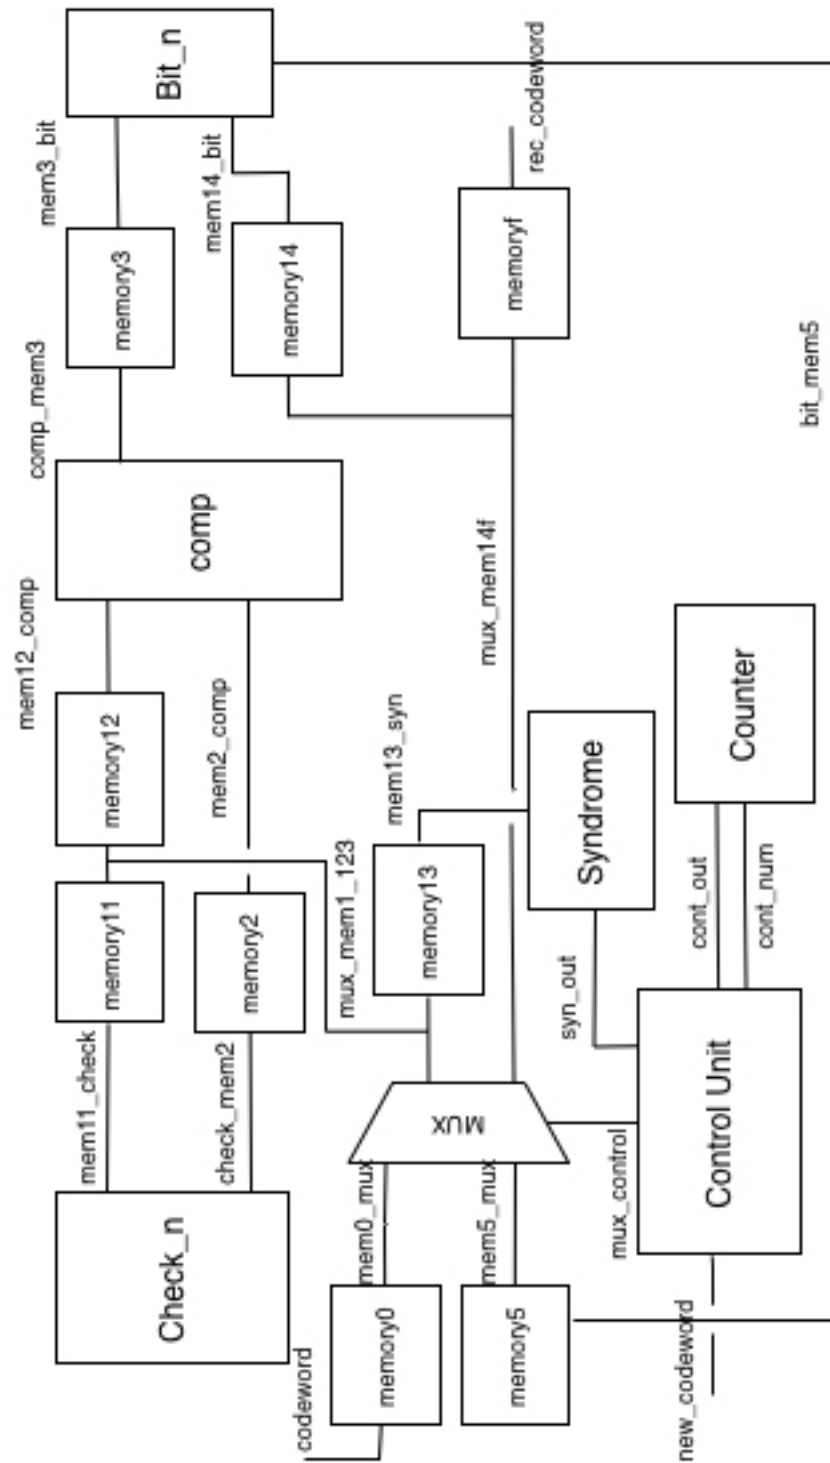 Bit_n
mem3_bit
mem14_bit
rec_codeword
memory3
memory14
memoryf
comp_mem3
bit_mem5
comp
mux_mem14f
mem12_comp
mem2_comp
mem13_syn
memory12
Counter
Syndrome
mux_mem1_123
memory13
memory11
memory2
cont_out
cont_num
syn_out
mem11_check
check_mem2
MUX
Control Unit
mux_control
mem0_mux
mem5_mux
Check_n
memory0
memory5
codeword
new_codeword